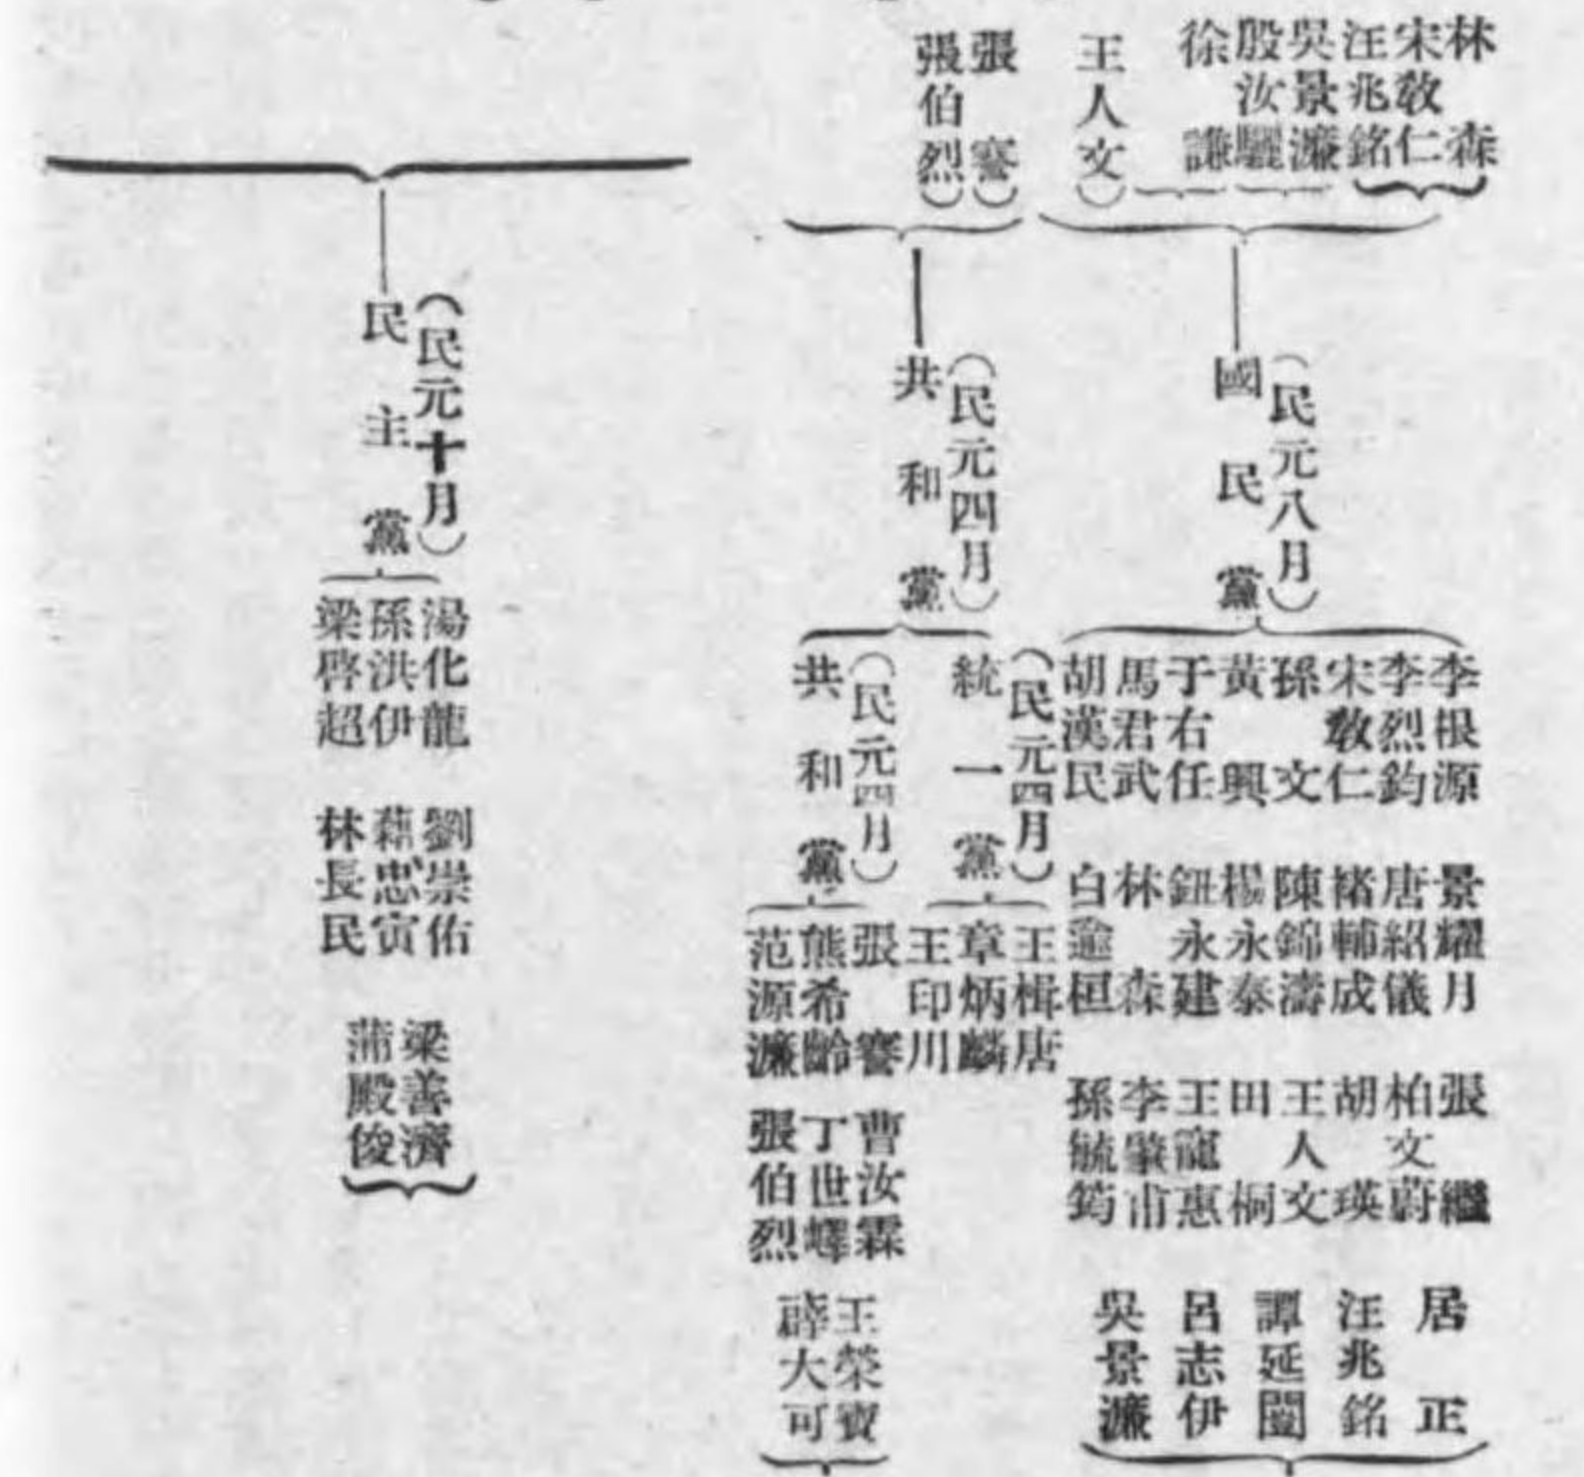 林森
宋教仁
汪兆銘
吳景濂
殷汝驪
徐謙
王人文
張謇
張伯烈
(民元八月)
國民黨
李根源
李烈鈞
宋教仁
孫文
黃興
于右任
馬君武
胡漢民
景耀月
唐紹儀
褚輔成
陳錦濤
楊永泰
鈕永建
林森
白逾桓
張繼
柏文蔚
胡瑛
王人文
田桐
王寵惠
李肇甫
孫毓筠
居正
汪兆銘
譚延闓
呂志伊
吳景濂
(民元四月)
共和黨
(民元四月)
統一黨
王楫唐
章炳麟
王印川
(民元四月)
共和黨
張謇
熊希齡
范源濂
曹汝霖
丁世嶧
張伯烈
王榮寶
薛大可
(民元十月)
民主黨
湯化龍
孫洪伊
梁啓超
劉崇佑
藉忠寅
林長民
梁善濟
蒲殿俊